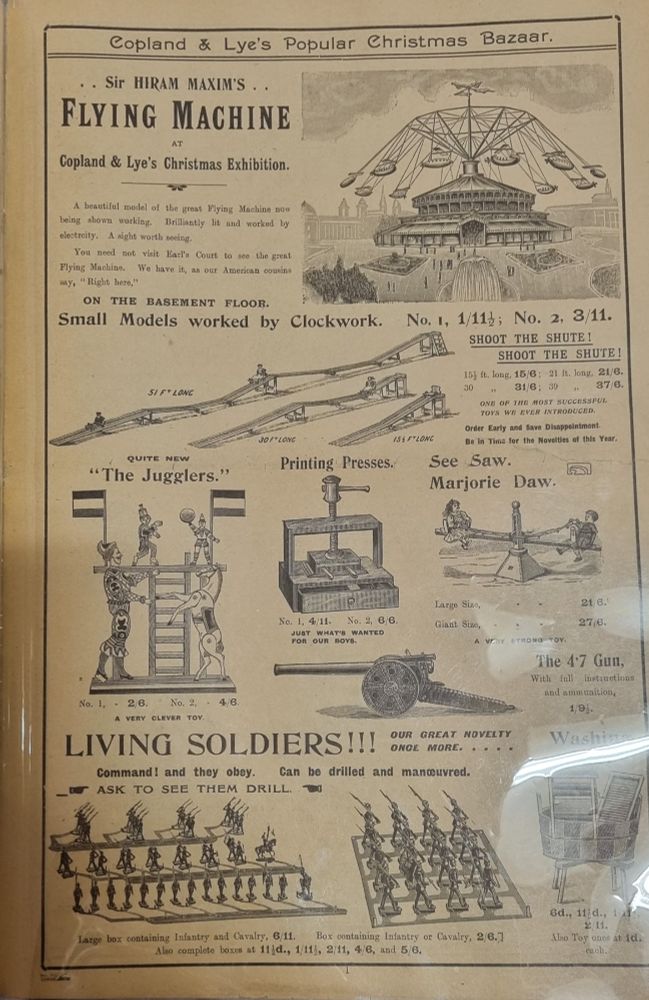 Copland & Lye's Popular Christmas Bazaar.
. . Sir HIRAM MAXIM'S . .
FLYING MACHINE
AT
Copland & Lye's Christmas Exhibition.
A beautiful model of the great Flying Machine now
being shown working. Brilliantly lit and worked by
electrcity. A sight worth seeing.
You need not visit Earl's Court to see the great
Flying Machine. We have it, as our American cousins
say, "Right here,"
ON THE BASEMENT FLOOR.
Small Models worked by Clockwork. No. 1, 1/11½; No. 2, 3/11.
SHOOT THE SHUTE!
SHOOT THE SHUTE!
15½ ft. long, 15/6; 21 ft. long, 21/6.
30 „ 31/6; 39 „ 37/6.
ONE OF THE MOST SUCCESSFUL
TOYS WE EVER INTRODUCED.
Order Early and Save Disappointment.
Be in Time for the Novelties of this Year.
51 FT LONG
30 FT LONG
15½ FT LONG
QUITE NEW
"The Jugglers."
No. 1, - 2/6. No. 2, - 4/6.
A VERY CLEVER TOY.
Printing Presses.
No. 1, 4/11. No. 2, 6/6.
JUST WHAT'S WANTED
FOR OUR BOYS.
See Saw.
Marjorie Daw.
Large Size, - - 21/6.
Giant Size, - - - 27/6.
A VERY STRONG TOY.
The 4·7 Gun,
With full instructions
and ammunition,
1/9½.
LIVING SOLDIERS!!!
OUR GREAT NOVELTY
ONCE MORE. . . . . .
Command! and they obey. Can be drilled and manœuvred.
ASK TO SEE THEM DRILL.
Large box containing Infantry and Cavalry, 6/11. Box containing Infantry or Cavalry, 2/6.
Also complete boxes at 11½d., 1/11½, 2/11, 4/6, and 5/6.
Washing
6d., 11½d.,
2/11.
Also Toy ones at 1d.
each.